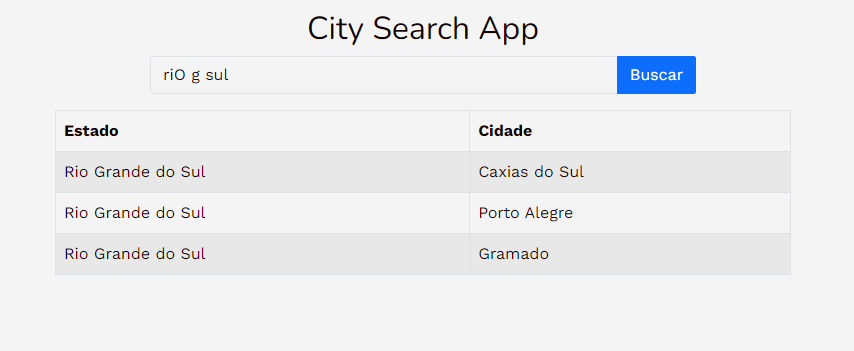 City Search App
riO g sul Buscar
Estado Cidade
Rio Grande do Sul Caxias do Sul
Rio Grande do Sul Porto Alegre
Rio Grande do Sul Gramado